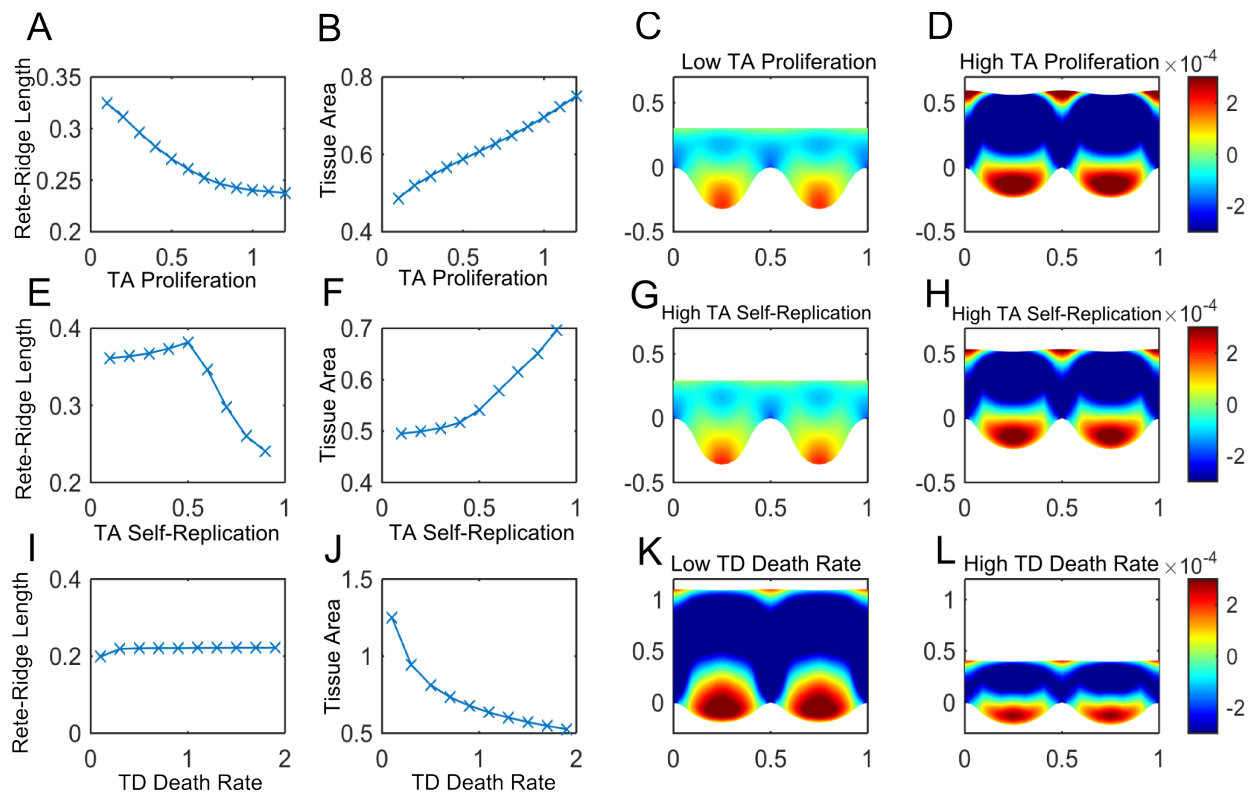 A
B
C
D
Low TA Proliferation
High TA Proliferation
×10⁻⁴
Rete-Ridge Length
0.35
0.3
0.25
0.2
0
0.5
1
TA Proliferation
Tissue Area
0.8
0.6
0.4
0
0.5
1
TA Proliferation
0.5
0
-0.5
0
0.5
1
0.5
0
-0.5
0
0.5
1
2
0
-2
E
F
G
H
High TA Self-Replication
High TA Self-Replication
×10⁻⁴
Rete-Ridge Length
0.4
0.3
0.2
0
0.5
1
TA Self-Replication
Tissue Area
0.7
0.6
0.5
0.4
0
0.5
1
TA Self-Replication
0.5
0
-0.5
0
0.5
1
0.5
0
-0.5
0
0.5
1
2
0
-2
I
J
K
L
Low TD Death Rate
High TD Death Rate
×10⁻⁴
Rete-Ridge Length
0.4
0.2
0
0
1
2
TD Death Rate
Tissue Area
1.5
1
0.5
0
1
2
TD Death Rate
1
0.5
0
0
0.5
1
1
0.5
0
0
0.5
1
2
0
-2